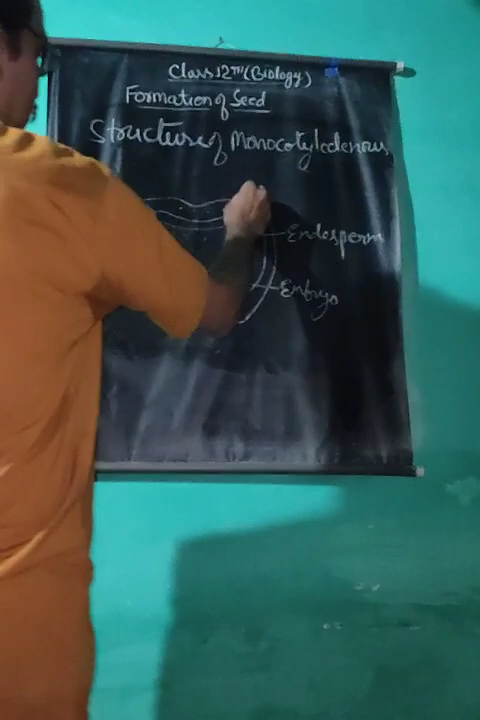 Class 12th (Biology)
Formation of Seed
Structure of Monocotyledenous
Endosperm
Embryo